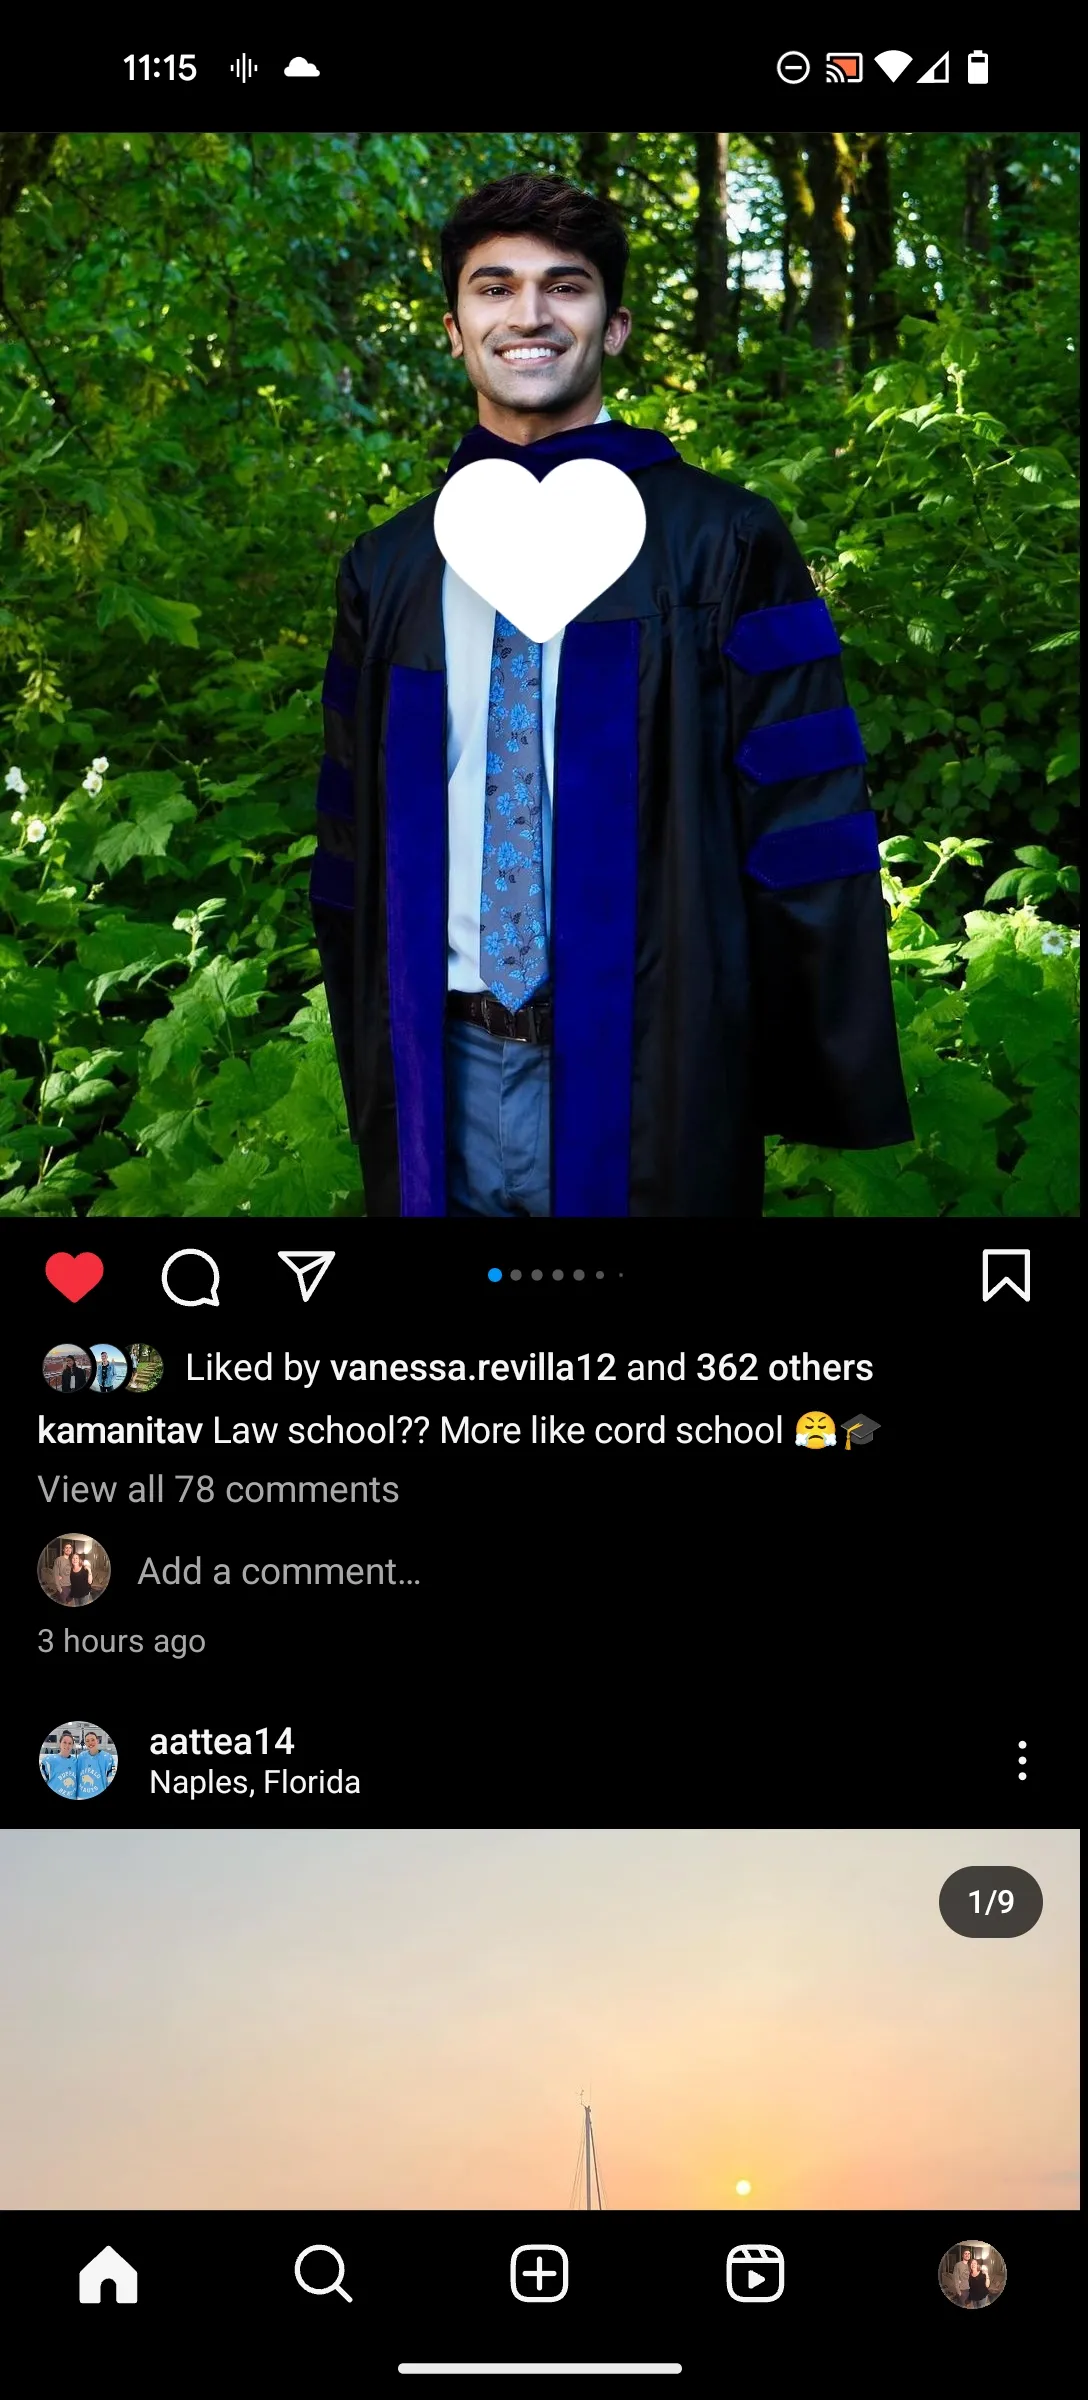 11:15
Liked by vanessa.revilla12 and 362 others
kamanitav Law school?? More like cord school 😤🎓
View all 78 comments
Add a comment…
3 hours ago
aattea14
Naples, Florida
1/9